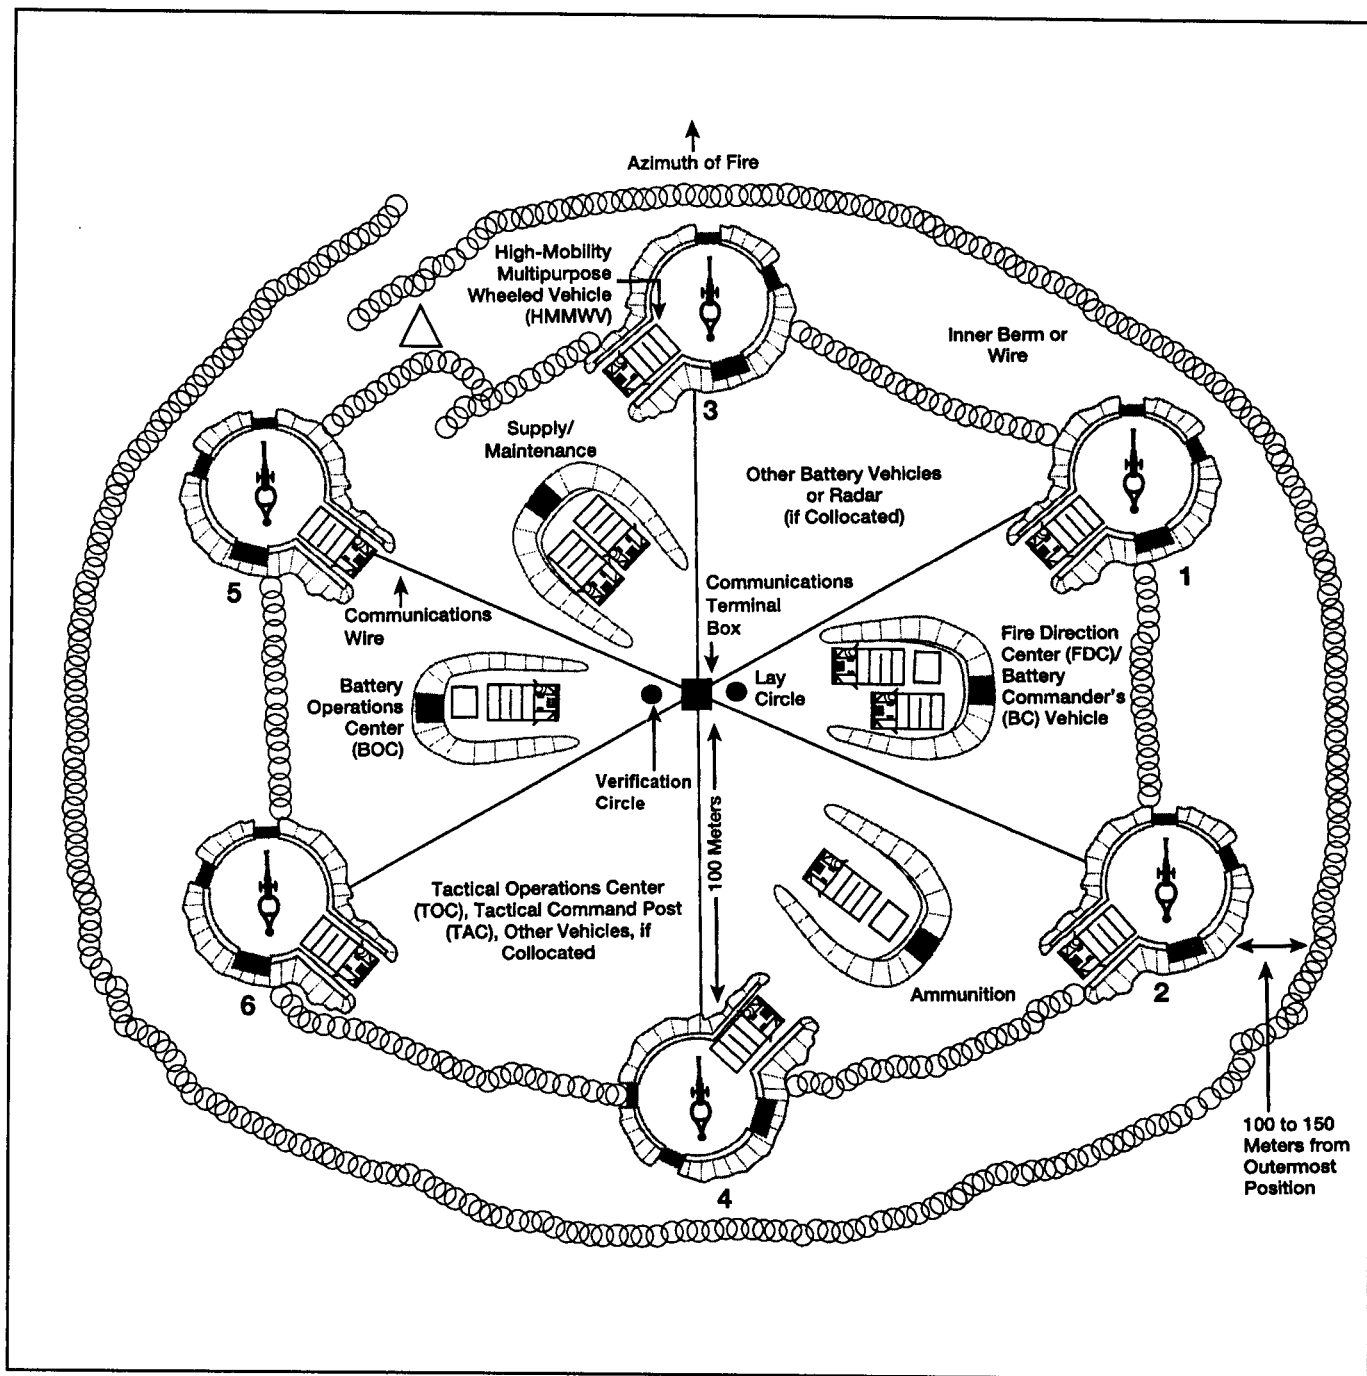 Azimuth of Fire
High-Mobility
Multipurpose
Wheeled Vehicle
(HMMWV)
Inner Berm or
Wire
3
Supply/
Maintenance
Other Battery Vehicles
or Radar
(if Collocated)
5
1
Communications
Wire
Communications
Terminal
Box
Fire Direction
Center (FDC)/
Battery
Commander's
(BC) Vehicle
Battery
Operations
Center
(BOC)
Lay
Circle
Verification
Circle
100 Meters
Tactical Operations Center
(TOC), Tactical Command Post
(TAC), Other Vehicles, if
Collocated
Ammunition
6
2
4
100 to 150
Meters from
Outermost
Position